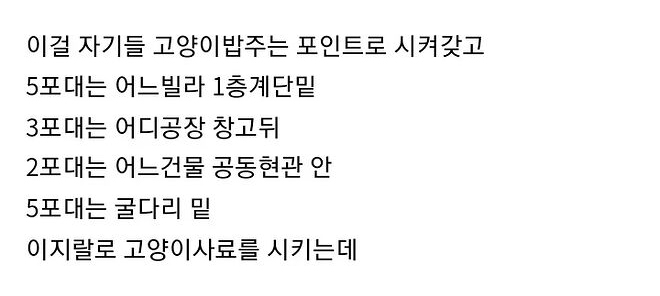 이걸 자기들 고양이밥주는 포인트로 시켜갖고
5포대는 어느빌라 1층계단밑
3포대는 어디공장 창고뒤
2포대는 어느건물 공동현관 안
5포대는 굴다리 밑
이지랄로 고양이사료를 시키는데